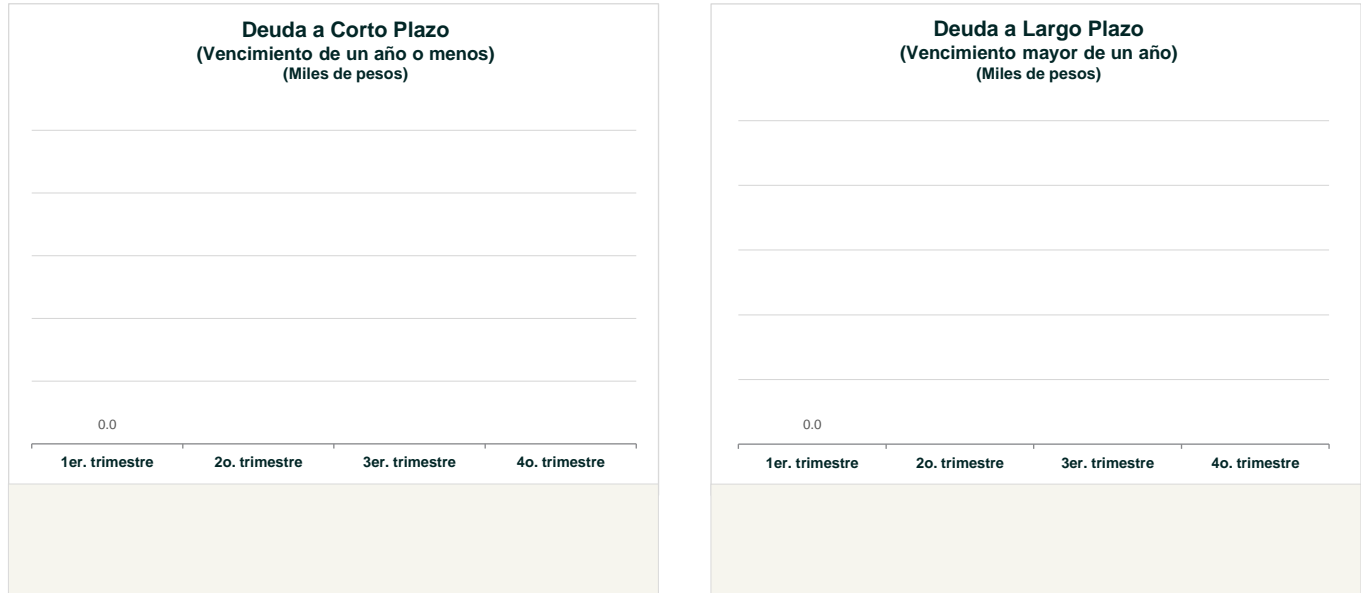 Deuda a Corto Plazo
(Vencimiento de un año o menos)
(Miles de pesos)
0.0
1er. trimestre 2o. trimestre 3er. trimestre 4o. trimestre
Deuda a Largo Plazo
(Vencimiento mayor de un año)
(Miles de pesos)
0.0
1er. trimestre 2o. trimestre 3er. trimestre 4o. trimestre